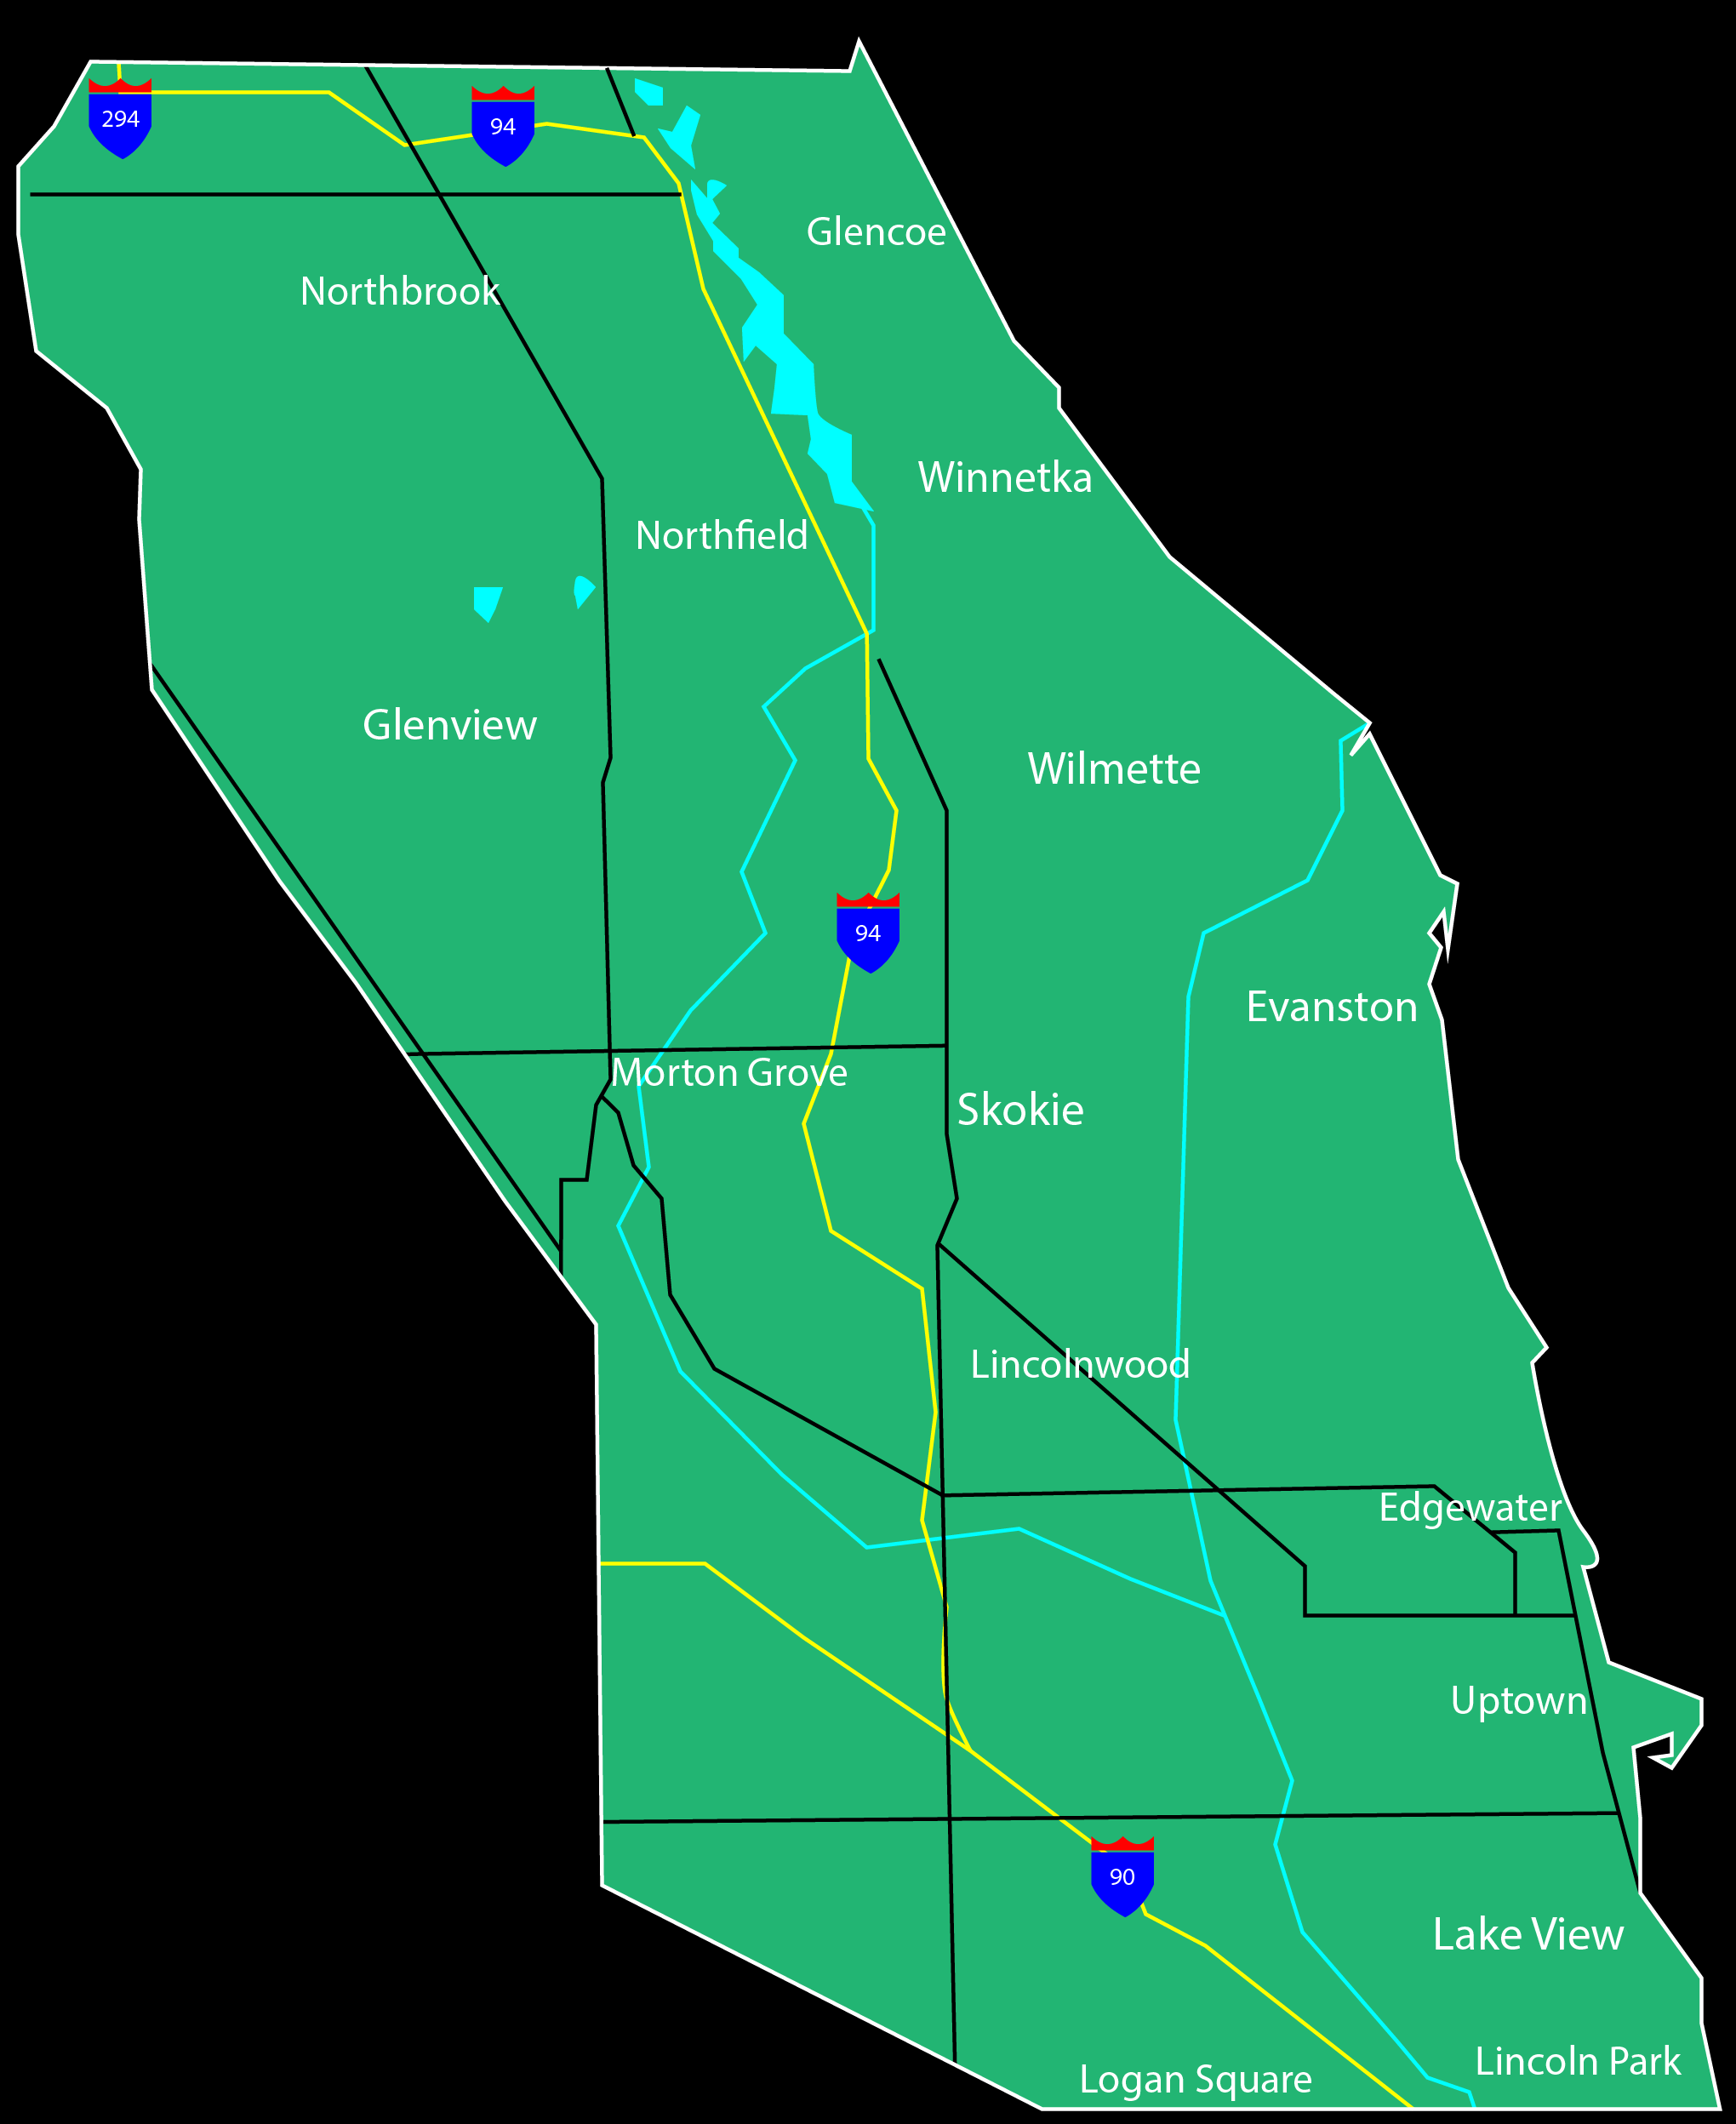 294
94
Glencoe
Northbrook
Winnetka
Northfield
Glenview
Wilmette
94
Evanston
Morton Grove
Skokie
Lincolnwood
Edgewater
Uptown
90
Lake View
Lincoln Park
Logan Square